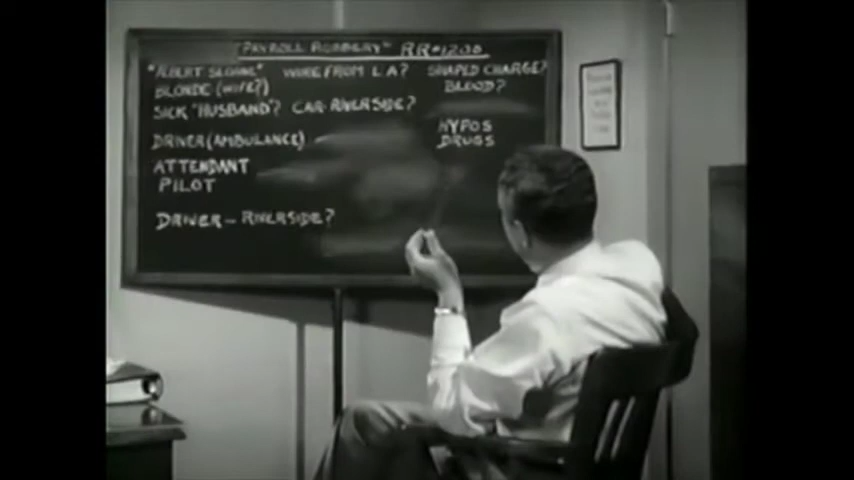 "PAYROLL ROBBERY" RR#1208
"ALBERT SLOANE" WIRE FROM L A? SHAPED CHARGE?
BLONDE (WIFE?) BLOOD?
SICK "HUSBAND"? CAR-RIVERSIDE?
HYPOS
DRIVER (AMBULANCE) DRUGS
ATTENDANT
PILOT
DRIVER - RIVERSIDE?